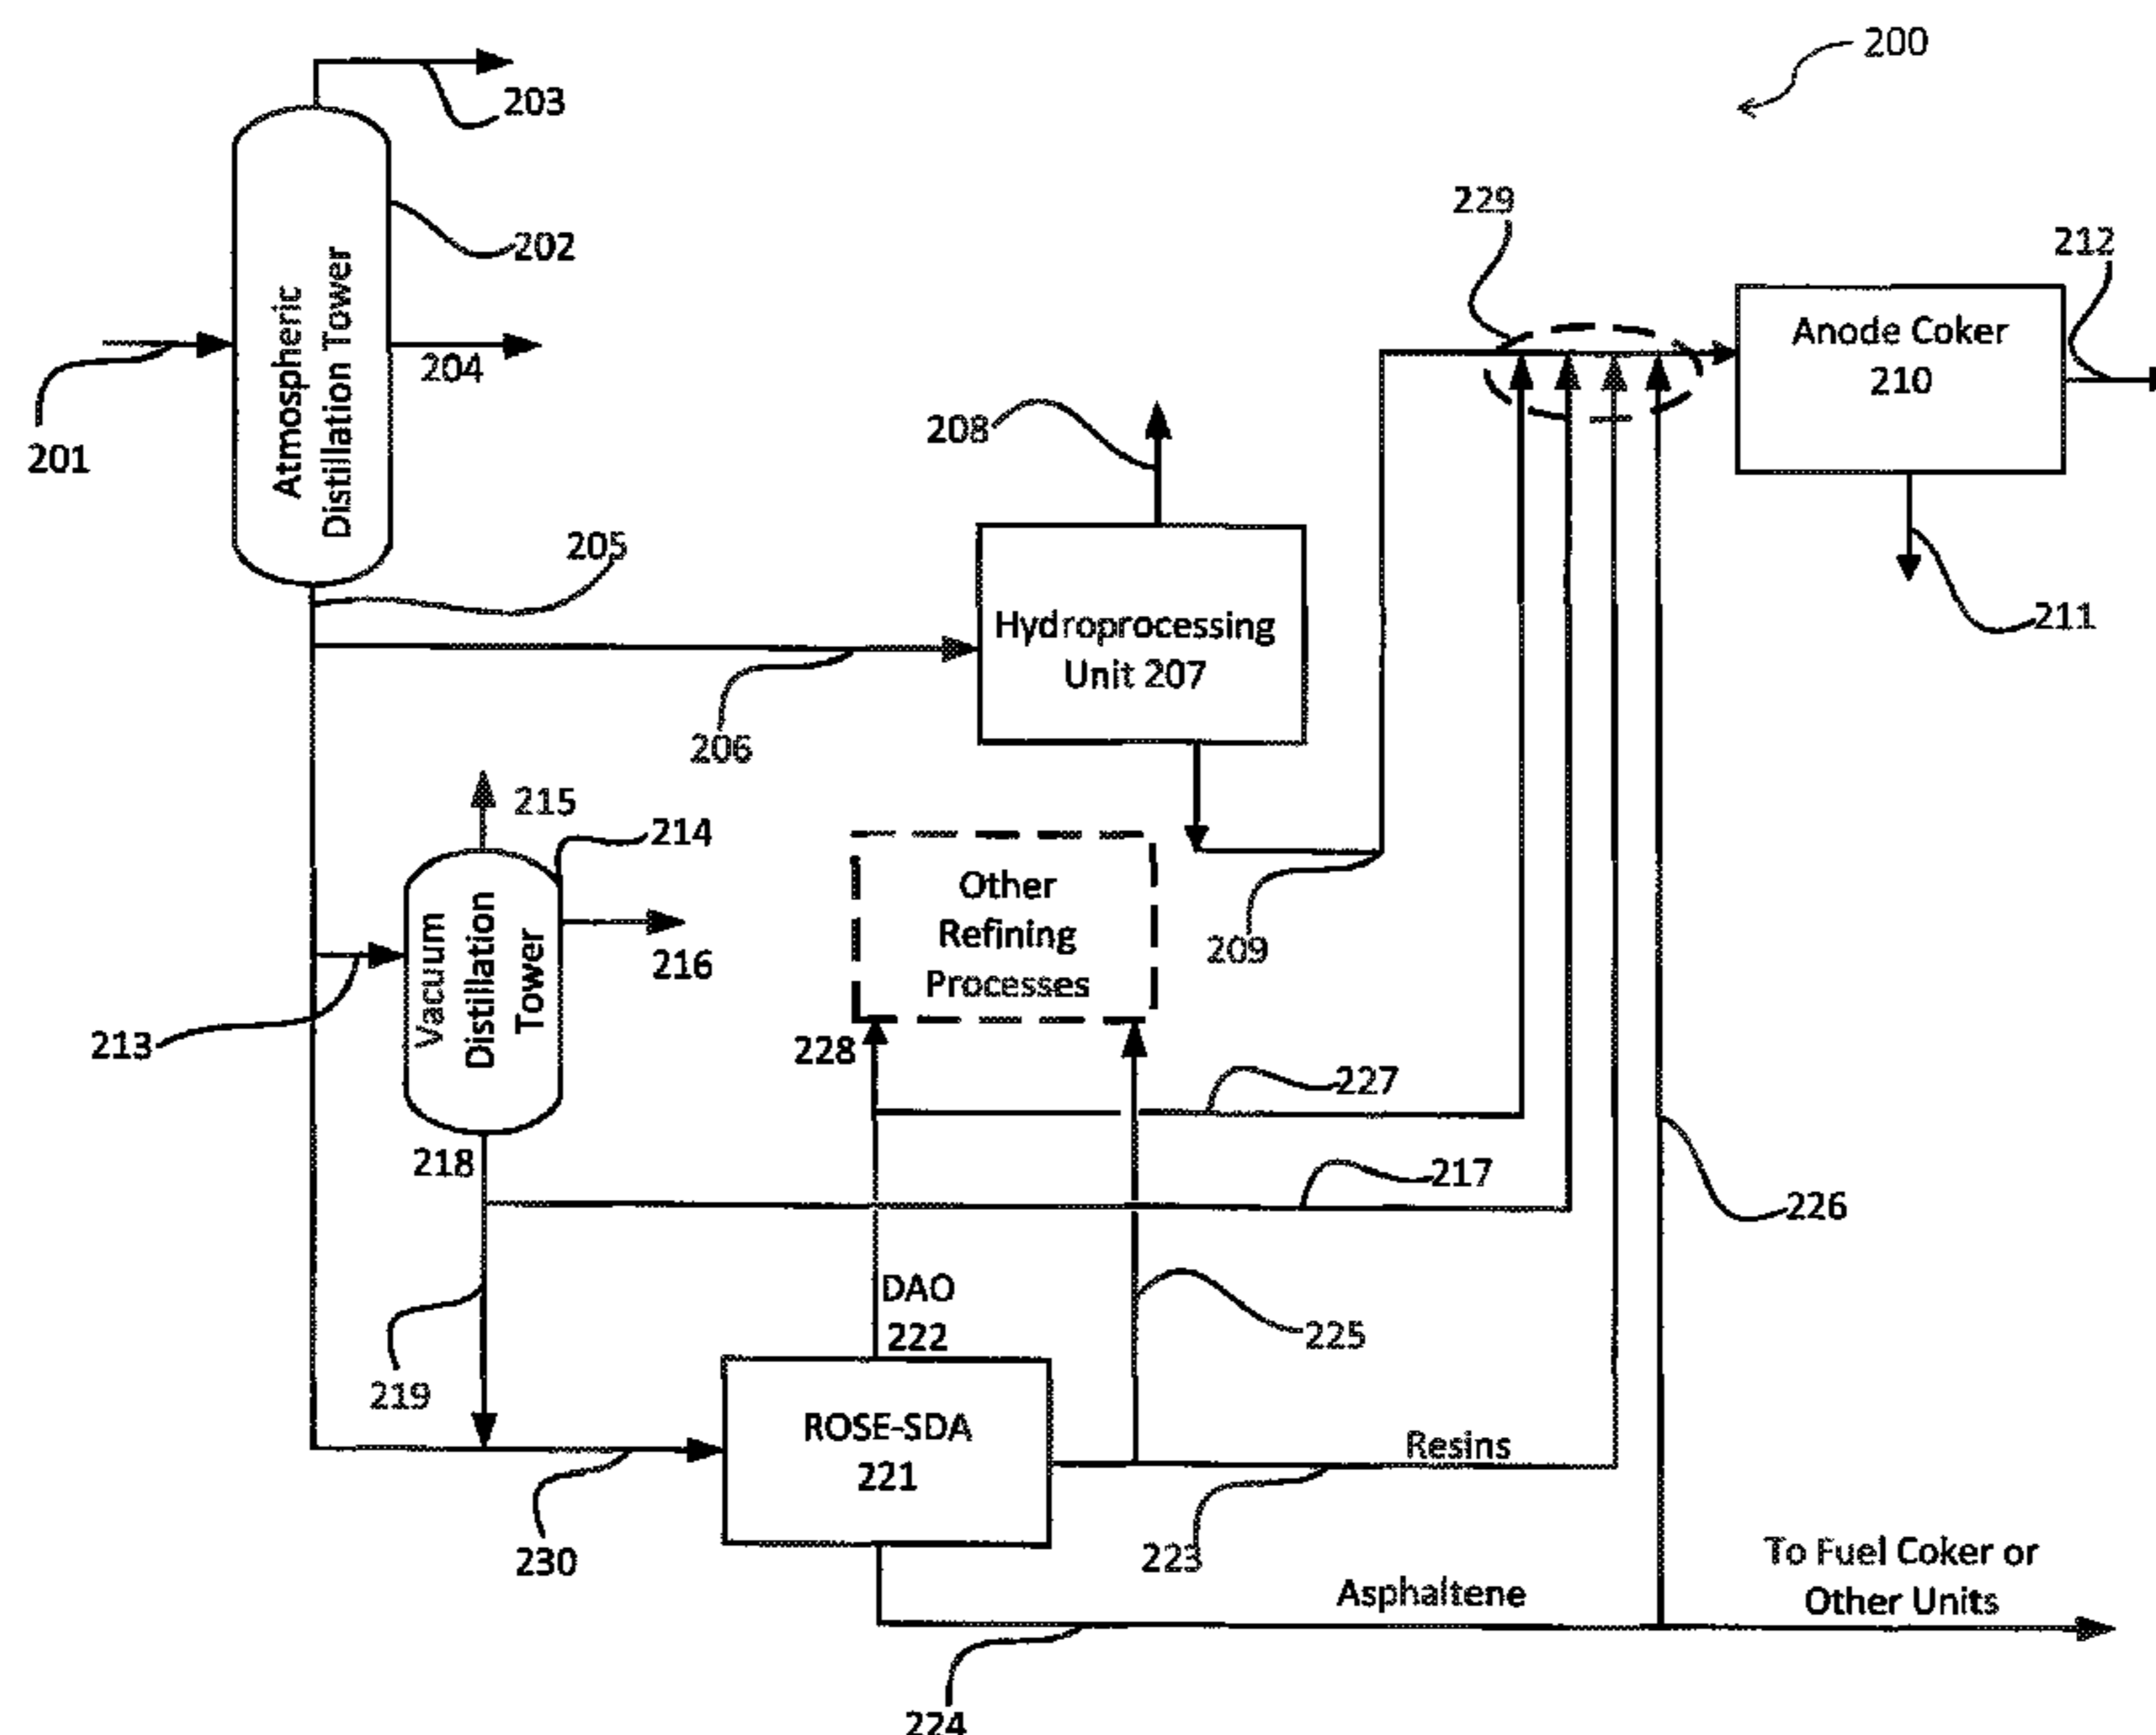 200
203
229
202
212
Atmospheric
Distillation Tower
Anode Coker
210
204
208
201
205
211
Hydroprocessing
Unit 207
206
215
214
Other
Refining
Processes
Vacuum
Distillation
Tower
209
216
213
228
227
218
217
226
DAO
222
225
219
ROSE-SDA
221
Resins
230
223
To Fuel Coker or
Other Units
Asphaltene
224